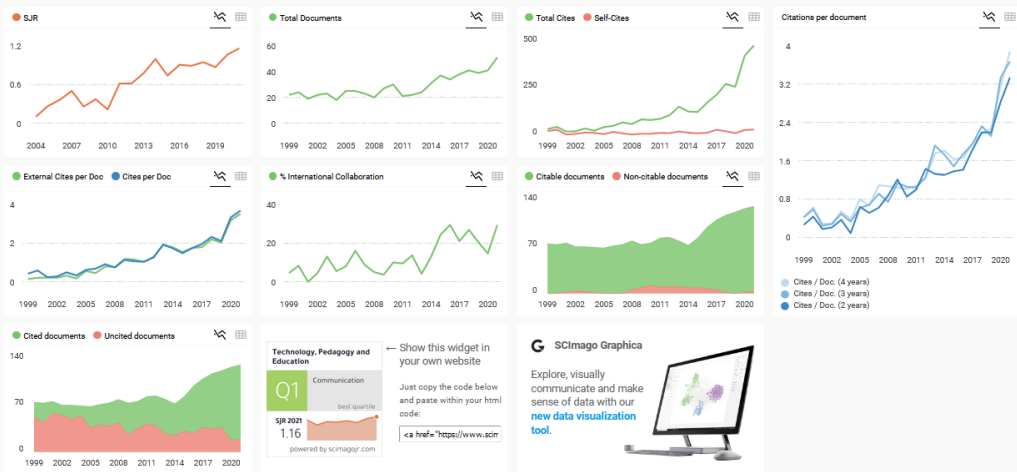 SJR
1.2
0.6
0
2004 2007 2010 2013 2016 2019
Total Documents
60
40
20
0
1999 2002 2005 2008 2011 2014 2017 2020
Total Cites Self-Cites
500
250
0
1999 2002 2005 2008 2011 2014 2017 2020
Citations per document
4
3.2
2.4
1.6
0.8
0
1999 2002 2005 2008 2011 2014 2017 2020
Cites / Doc. (4 years)
Cites / Doc. (3 years)
Cites / Doc. (2 years)
External Cites per Doc Cites per Doc
4
2
0
1999 2002 2005 2008 2011 2014 2017 2020
% International Collaboration
40
20
0
1999 2002 2005 2008 2011 2014 2017 2020
Citable documents Non-citable documents
140
70
0
1999 2002 2005 2008 2011 2014 2017 2020
Cited documents Uncited documents
140
70
0
1999 2002 2005 2008 2011 2014 2017 2020
Technology, Pedagogy and
Education
Q1
Communication
best quartile
SJR 2021
1.16
powered by scimagojr.com
← Show this widget in
your own website
Just copy the code below
and paste within your html
code:
<a href="https://www.scim
SCImago Graphica
Explore, visually
communicate and make
sense of data with our
new data visualization
tool.